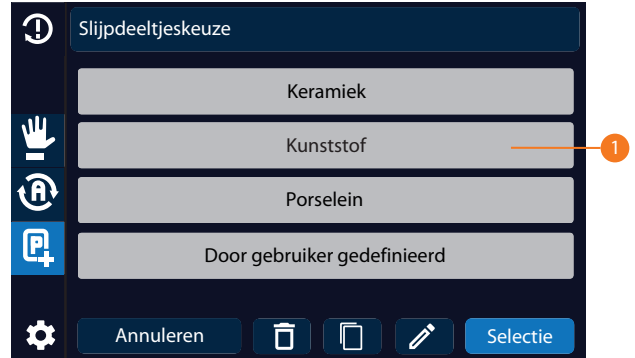 Slijpdeeltjeskeuze
Keramiek
Kunststof
1
Porselein
Door gebruiker gedefinieerd
Annuleren
Selectie